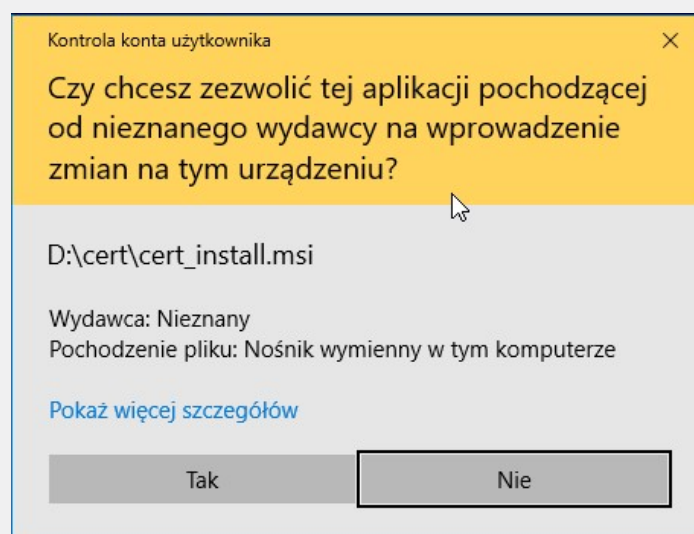 Kontrola konta użytkownika
Czy chcesz zezwolić tej aplikacji pochodzącej
od nieznanego wydawcy na wprowadzenie
zmian na tym urządzeniu?
D:\cert\cert_install.msi
Wydawca: Nieznany
Pochodzenie pliku: Nośnik wymienny w tym komputerze
Pokaż więcej szczegółów
Tak
Nie